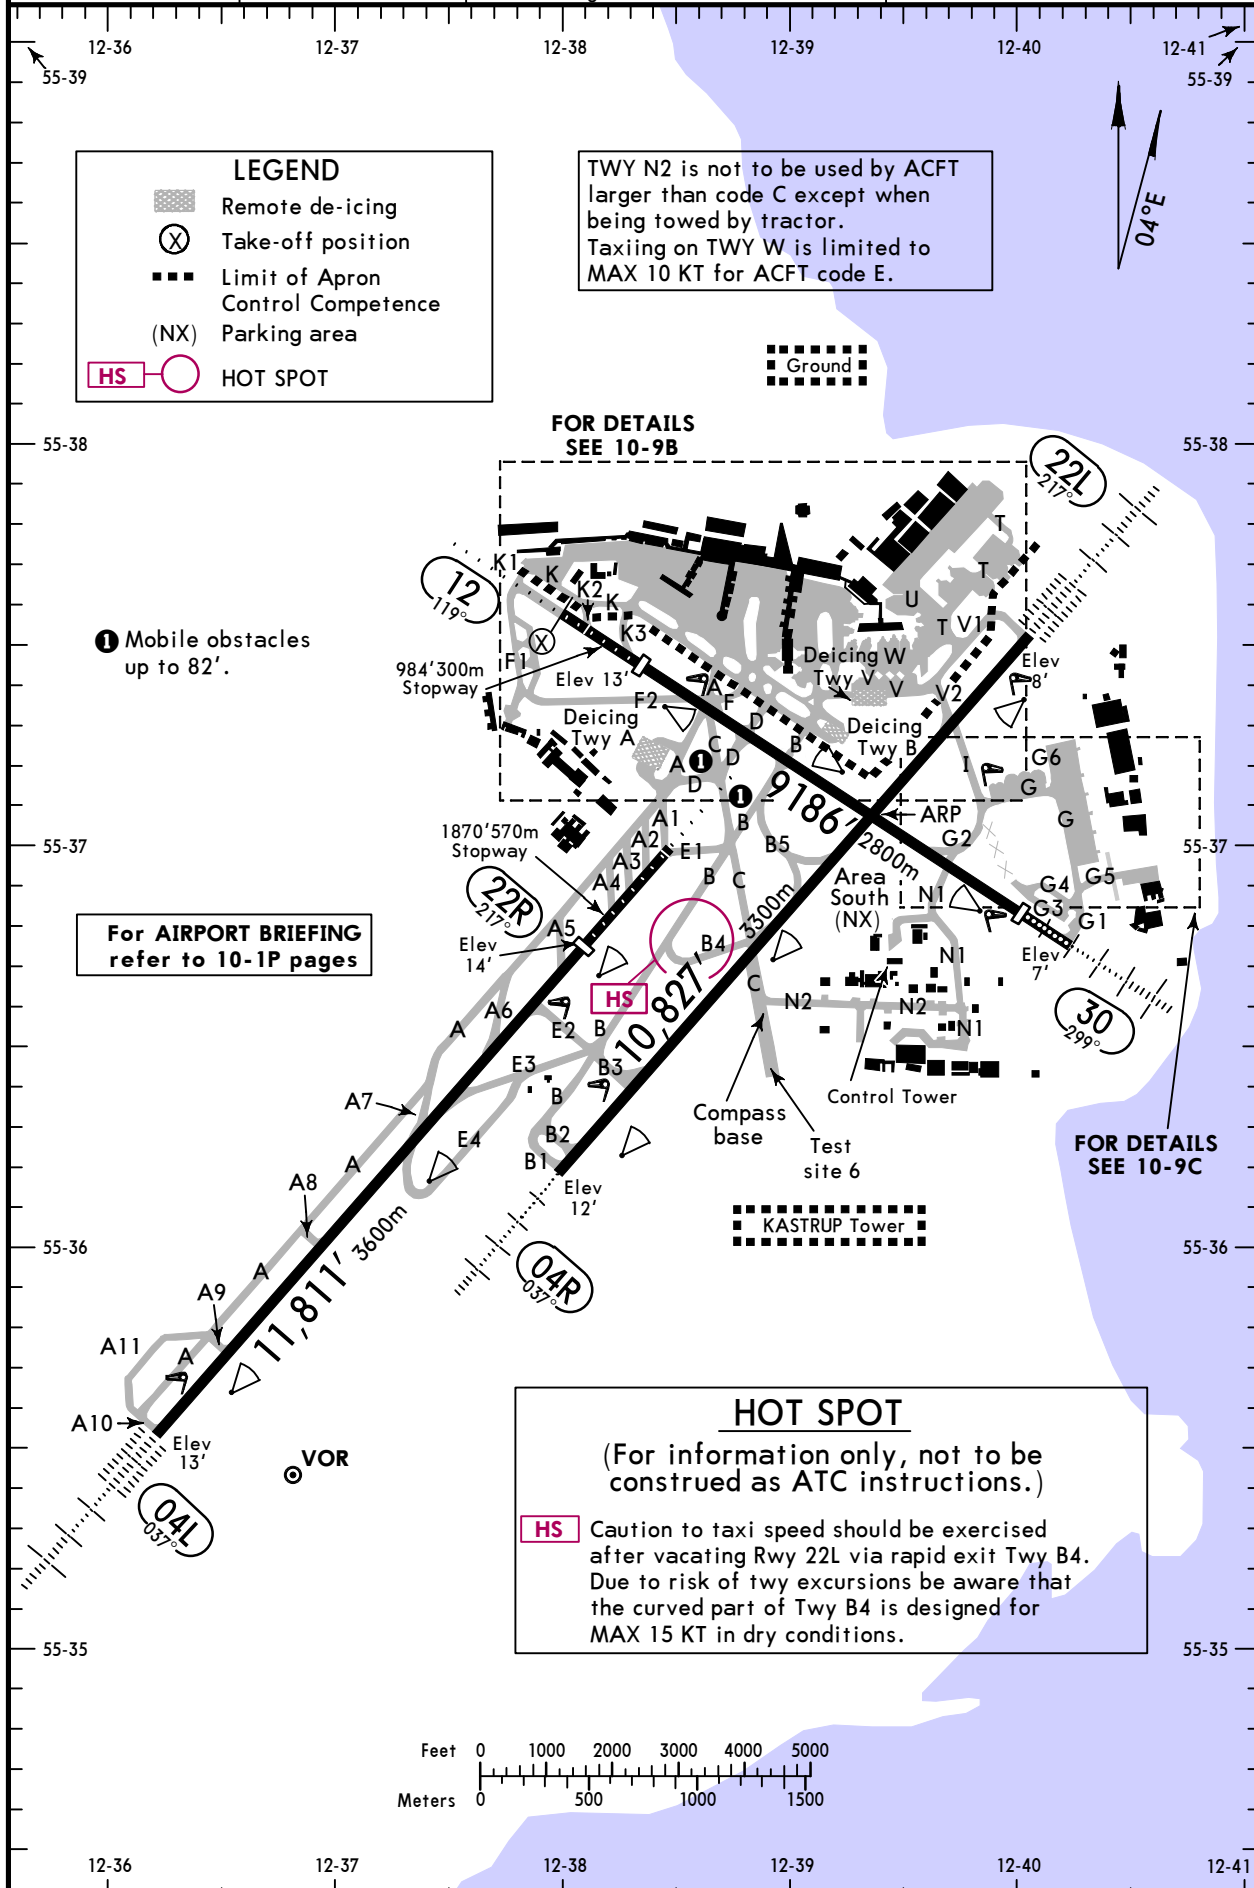 12-36
12-37
12-38
12-39
12-40
12-41
55-39
55-39
LEGEND
Remote de-icing
X Take-off position
Limit of Apron
Control Competence
(NX) Parking area
HS HOT SPOT
TWY N2 is not to be used by ACFT
larger than code C except when
being towed by tractor.
Taxiing on TWY W is limited to
MAX 10 KT for ACFT code E.
04°E
Ground
FOR DETAILS
SEE 10-9B
55-38
55-38
22L
217°
12
119°
K1
K
K2
K
K3
X
F1
T
T
U
T
V1
1 Mobile obstacles
up to 82'.
984'300m
Stopway
Elev 13'
F2
A
F
D
Deicing W
Twy V
V
V2
Elev
8'
Deicing
Twy A
Deicing
Twy B
B
C
D
A
D
1
1
I
G6
G
G
9186'
2800m
ARP
G2
1870'570m
Stopway
A1
A2
A3
A4
E1
B
B
B5
C
55-37
55-37
22R
217°
A5
Elev
14'
3300m
Area
South
(NX)
N1
G4
G5
G3
G1
Elev
7'
For AIRPORT BRIEFING
refer to 10-1P pages
B4
HS
10,827'
C
N1
N2
N2
N1
30
299°
A6
A
E2
B
E3
B3
B
A7
E4
B2
B1
Elev
12'
Compass
base
Test
site 6
Control Tower
FOR DETAILS
SEE 10-9C
A
A8
KASTRUP Tower
55-36
55-36
3600m
11,811'
04R
037°
A
A9
A11
A
A10
Elev
13'
VOR
04L
037°
HOT SPOT
(For information only, not to be
construed as ATC instructions.)
HS Caution to taxi speed should be exercised
after vacating Rwy 22L via rapid exit Twy B4.
Due to risk of twy excursions be aware that
the curved part of Twy B4 is designed for
MAX 15 KT in dry conditions.
55-35
55-35
Feet 0 1000 2000 3000 4000 5000
Meters 0 500 1000 1500
12-36
12-37
12-38
12-39
12-40
12-41